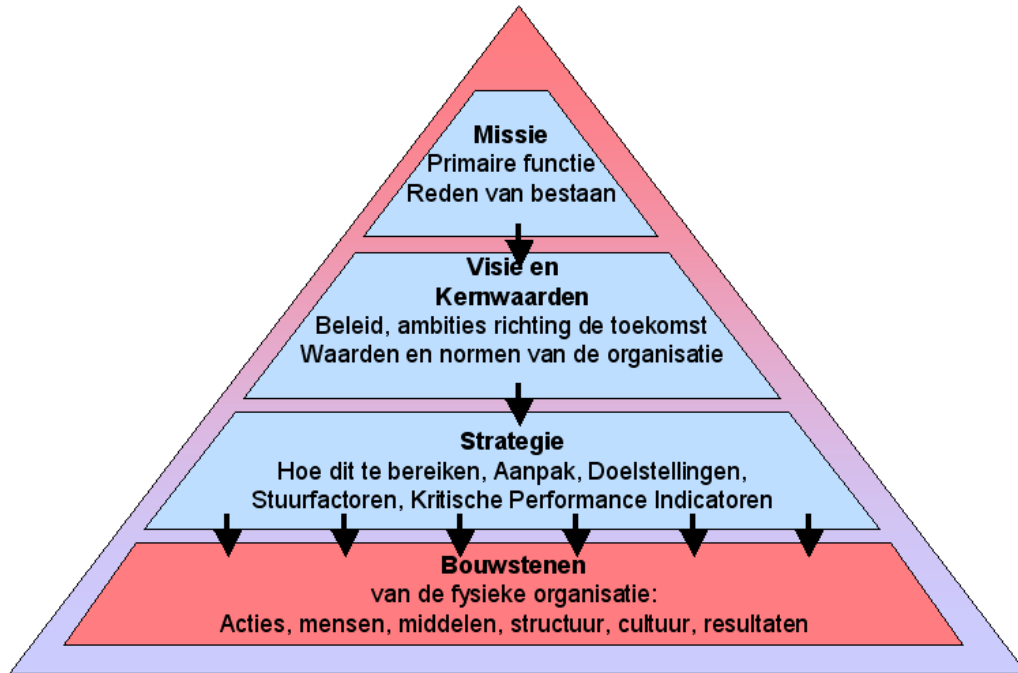 Missie
Primaire functie
Reden van bestaan
Visie en
Kernwaarden
Beleid, ambities richting de toekomst
Waarden en normen van de organisatie
Strategie
Hoe dit te bereiken, Aanpak, Doelstellingen,
Stuurfactoren, Kritische Performance Indicatoren
Bouwstenen
van de fysieke organisatie:
Acties, mensen, middelen, structuur, cultuur, resultaten